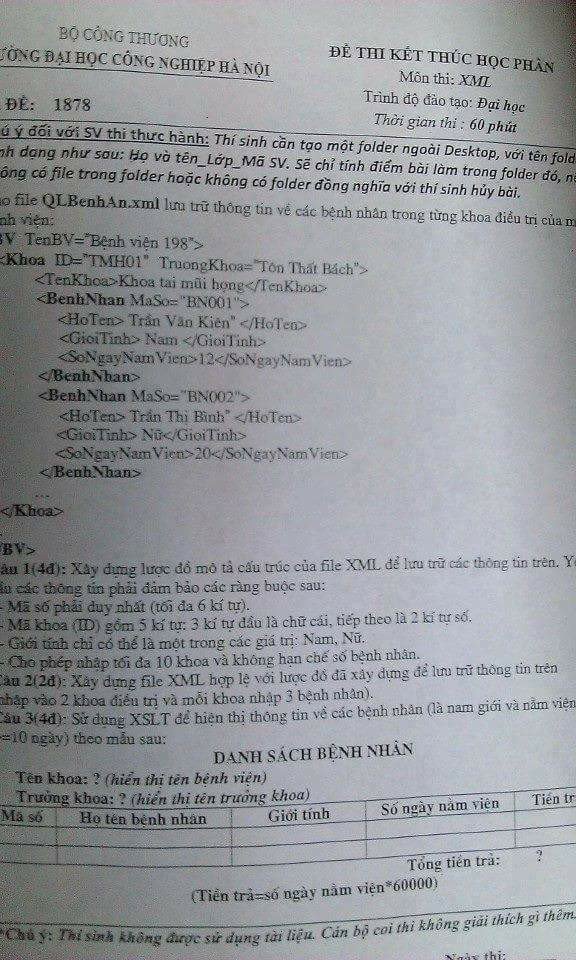 BỘ CÔNG THƯƠNG
ƯỜNG ĐẠI HỌC CÔNG NGHIỆP HÀ NỘI
ĐỀ THI KẾT THÚC HỌC PHẦN
Môn thi: XML
Trình độ đào tạo: Đại học
Thời gian thi : 60 phút
ĐỀ: 1878
ú ý đối với SV thi thực hành: Thí sinh cần tạo một folder ngoài Desktop, với tên fold
nh dạng như sau: Họ và tên_Lớp_Mã SV. Sẽ chỉ tính điểm bài làm trong folder đó, n
ông có file trong folder hoặc không có folder đồng nghĩa với thí sinh hủy bài.
o file QLBenhAn.xml lưu trữ thông tin về các bệnh nhân trong từng khoa điều trị của m
nh viện:
BV TenBV="Bệnh viện 198">
<Khoa ID="TMH01" TruongKhoa="Tôn Thất Bách">
<TenKhoa>Khoa tai mũi họng</TenKhoa>
<BenhNhan MaSo="BN001">
<HoTen> Trần Văn Kiên" </HoTen>
<GioiTinh> Nam </GioiTinh>
<SoNgayNamVien>12</SoNgayNamVien>
</BenhNhan>
<BenhNhan MaSo="BN002">
<HoTen> Trần Thị Bình" </HoTen>
<GioiTinh> Nữ</GioiTinh>
<SoNgayNamVien>20</SoNgayNamVien>
</BenhNhan>
...
</Khoa>
/BV>
âu 1(4đ): Xây dựng lược đồ mô tả cấu trúc của file XML để lưu trữ các thông tin trên. Y
ầu các thông tin phải đảm bảo các ràng buộc sau:
- Mã số phải duy nhất (tối đa 6 kí tự).
- Mã khoa (ID) gồm 5 kí tự: 3 kí tự đầu là chữ cái, tiếp theo là 2 kí tự số.
- Giới tính chỉ có thể là một trong các giá trị: Nam, Nữ.
- Cho phép nhập tối đa 10 khoa và không hạn chế số bệnh nhân.
Câu 2(2đ): Xây dựng file XML hợp lệ với lược đồ đã xây dựng để lưu trữ thông tin trên
nhập vào 2 khoa điều trị và mỗi khoa nhập 3 bệnh nhân).
Câu 3(4đ): Sử dụng XSLT để hiển thị thông tin về các bệnh nhân (là nam giới và nằm viện
=10 ngày) theo mẫu sau:
DANH SÁCH BỆNH NHÂN
Tên khoa: ? (hiển thị tên bệnh viện)
Trưởng khoa: ? (hiển thị tên trưởng khoa)
Mã số Họ tên bệnh nhân Giới tính Số ngày nằm viện Tiền tr
Tổng tiền trả: ?
(Tiền trả=số ngày nằm viện*60000)
*Chú ý: Thí sinh không được sử dụng tài liệu. Cán bộ coi thi không giải thích gì thêm.
Ngày thi: